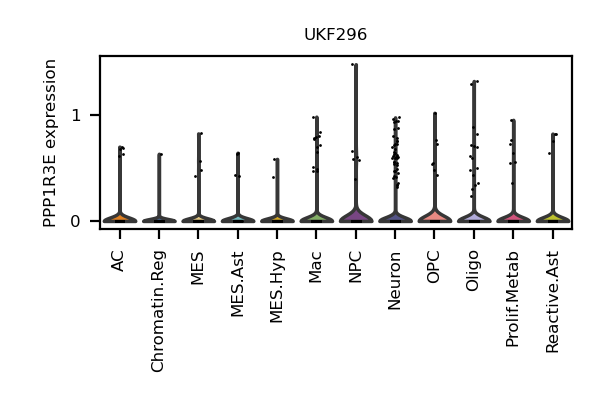 UKF296
PPP1R3E expression
1
0
AC
Chromatin.Reg
MES
MES.Ast
MES.Hyp
Mac
NPC
Neuron
OPC
Oligo
Prolif.Metab
Reactive.Ast